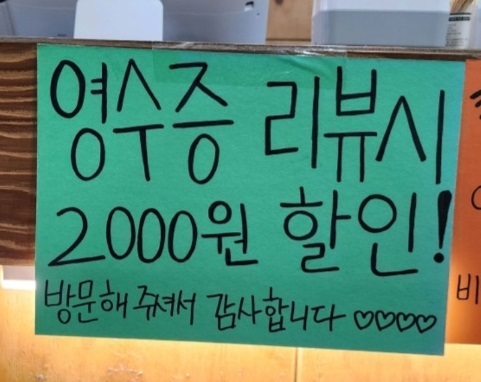 영수증 리뷰시
2000원 할인!
방문해 주셔서 감사합니다 ♡♡♡♡
비